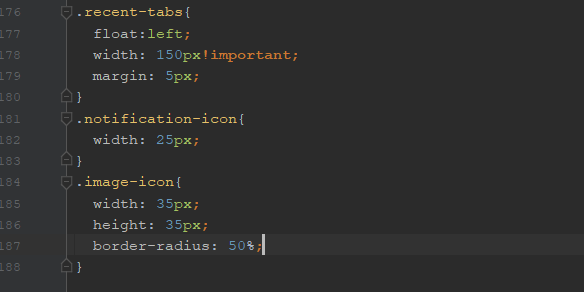 176 .recent-tabs{
177 float:left;
178 width: 150px!important;
179 margin: 5px;
180 }
181 .notification-icon{
182 width: 25px;
183 }
184 .image-icon{
185 width: 35px;
186 height: 35px;
187 border-radius: 50%;
188 }